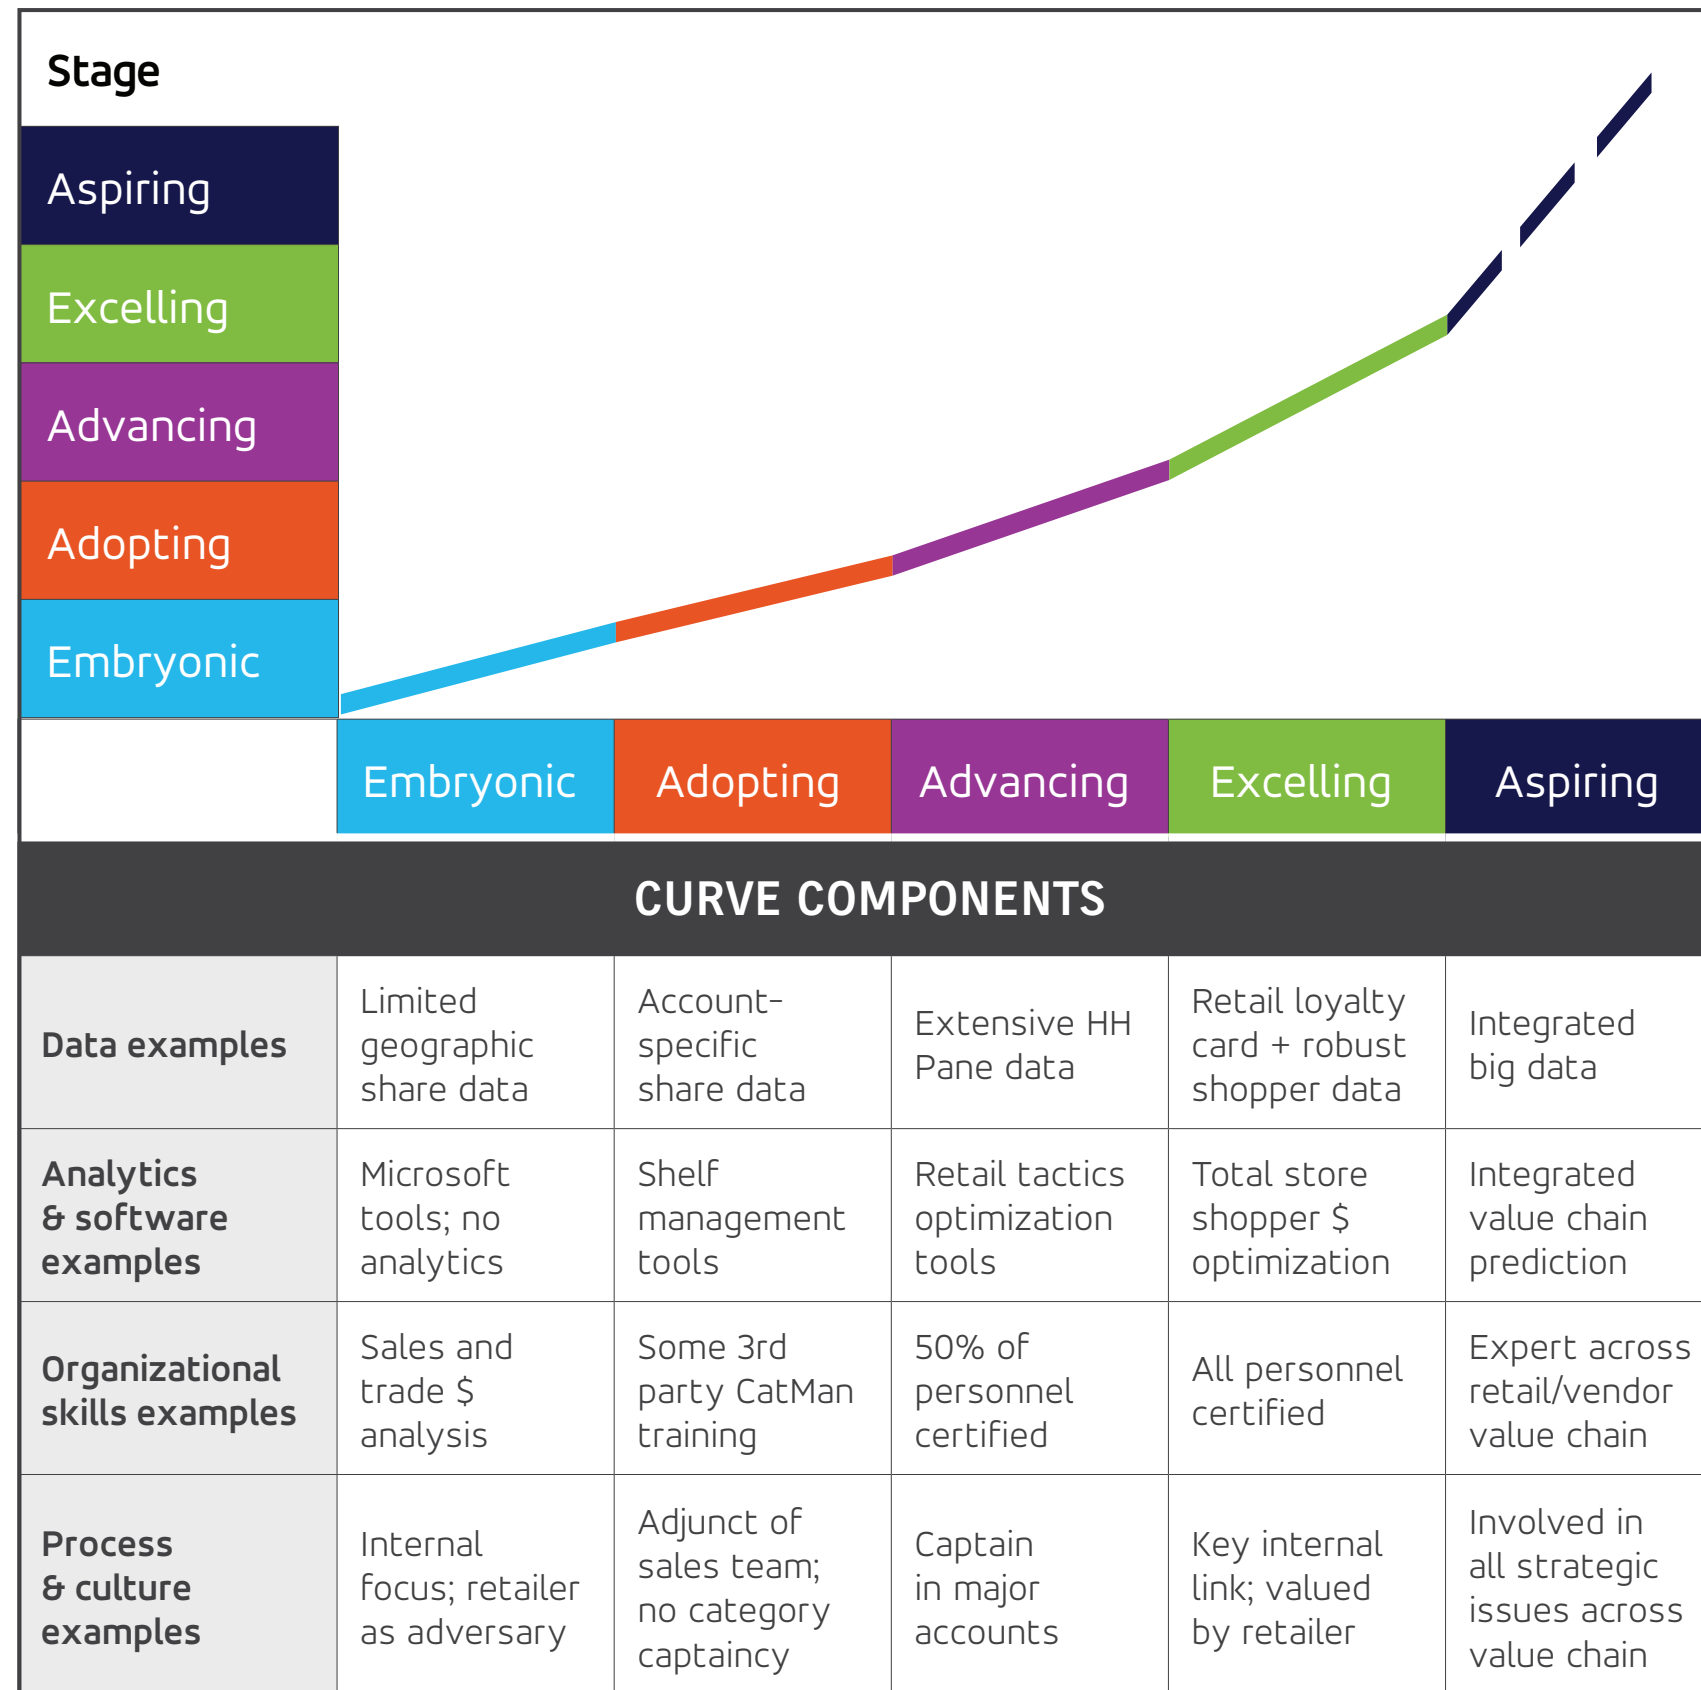 Stage
Aspiring
Excelling
Advancing
Adopting
Embryonic
Embryonic
Adopting
Advancing
Excelling
Aspiring
CURVE COMPONENTS
Data examples
Limited
geographic
share data
Account-
specific
share data
Extensive HH
Pane data
Retail loyalty
card + robust
shopper data
Integrated
big data
Analytics
& software
examples
Microsoft
tools; no
analytics
Shelf
management
tools
Retail tactics
optimization
tools
Total store
shopper $
optimization
Integrated
value chain
prediction
Organizational
skills examples
Sales and
trade $
analysis
Some 3rd
party CatMan
training
50% of
personnel
certified
All personnel
certified
Expert across
retail/vendor
value chain
Process
& culture
examples
Internal
focus; retailer
as adversary
Adjunct of
sales team;
no category
captaincy
Captain
in major
accounts
Key internal
link; valued
by retailer
Involved in
all strategic
issues across
value chain